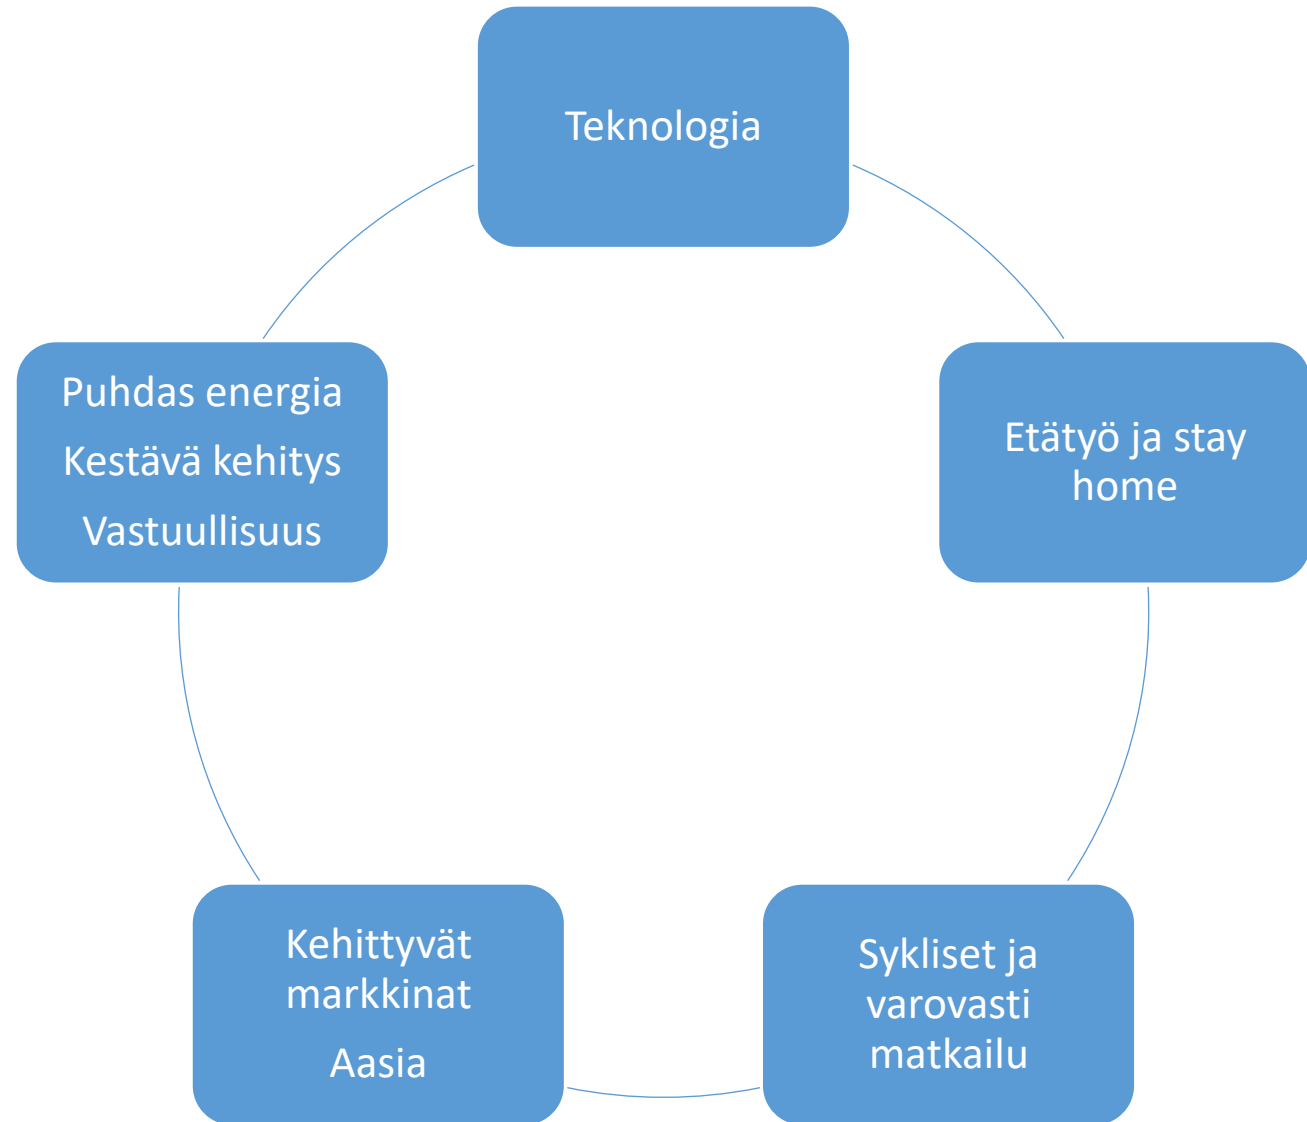 Teknologia
Etätyö ja stay
home
Sykliset ja
varovasti
matkailu
Kehittyvät
markkinat
Aasia
Puhdas energia
Kestävä kehitys
Vastuullisuus